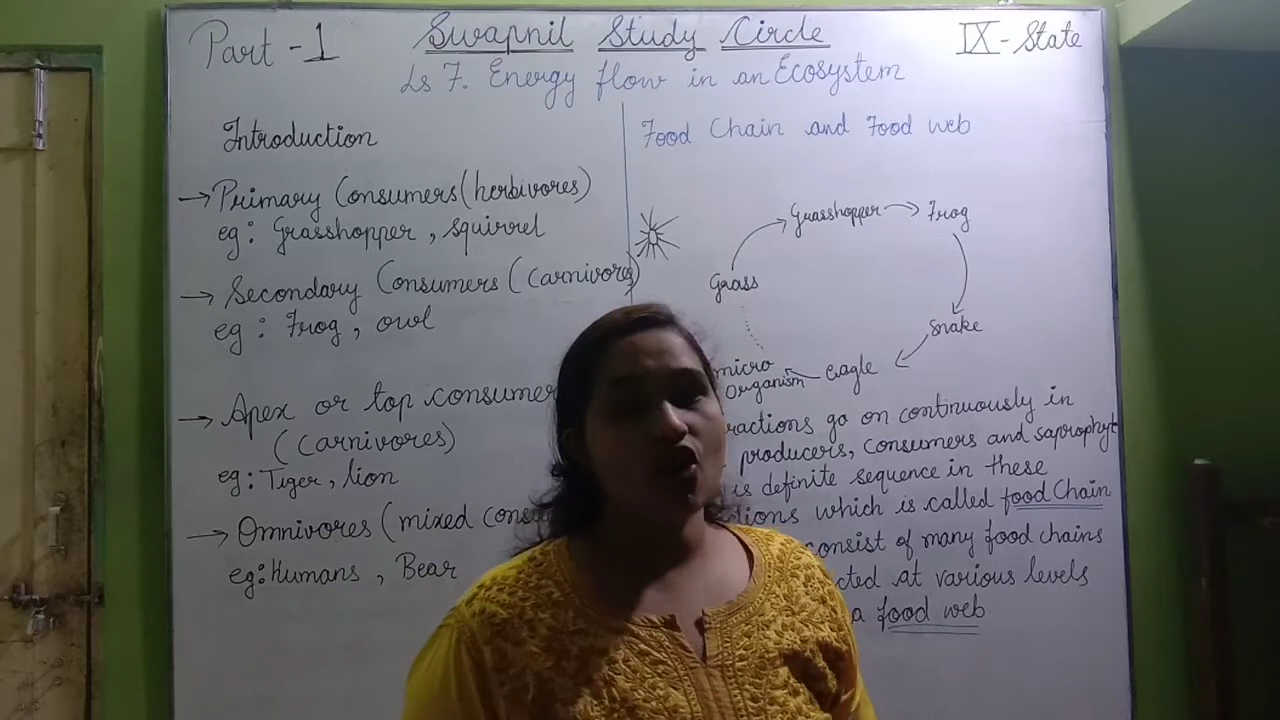 Part - 1
Swapnil Study Circle
IX - State
Ls 7. Energy flow in an Ecosystem
Introduction
→ Primary Consumers (herbivores)
eg: Grasshopper, squirrel
→ Secondary Consumers (carnivores)
eg: Frog, owl
→ Apex or top consumer
(carnivores)
eg: Tiger, lion
→ Omnivores (mixed
eg: Humans, Bear
Food Chain and Food web
Grasshopper → Frog
Grass
Snake
micro
Organism
eagle
go on continuously in
producers, consumers and saprophyt
is definite sequence in these
which is called food Chain
consist of many food chains
at various levels
a food web